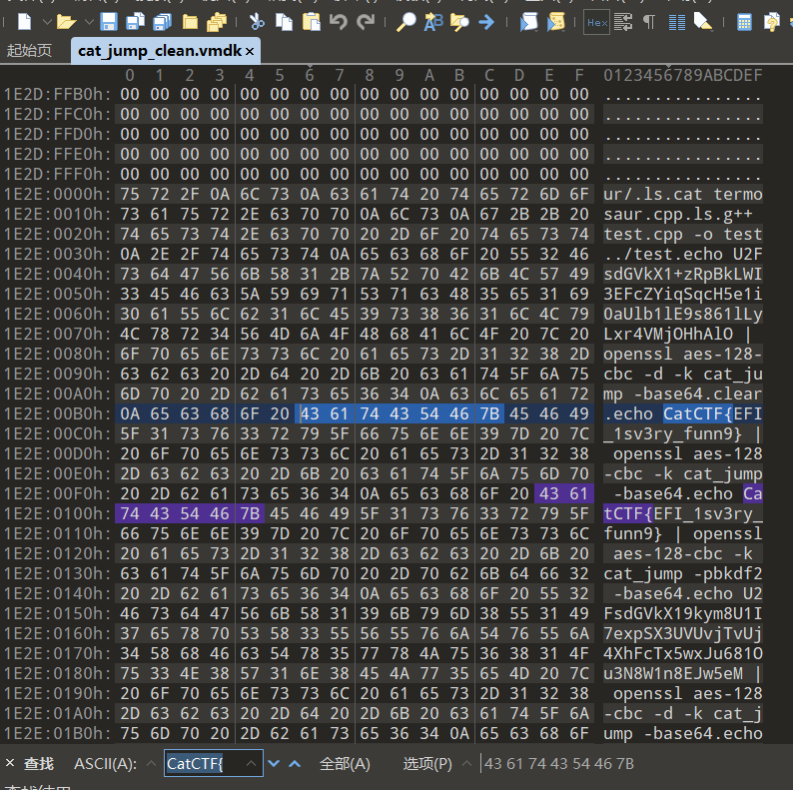 起始页 cat_jump_clean.vmdk ×
0 1 2 3 4 5 6 7 8 9 A B C D E F 0123456789ABCDEF
1E2D:FFB0h: 00 00 00 00 00 00 00 00 00 00 00 00 00 00 00 00 ................
1E2D:FFC0h: 00 00 00 00 00 00 00 00 00 00 00 00 00 00 00 00 ................
1E2D:FFD0h: 00 00 00 00 00 00 00 00 00 00 00 00 00 00 00 00 ................
1E2D:FFE0h: 00 00 00 00 00 00 00 00 00 00 00 00 00 00 00 00 ................
1E2D:FFF0h: 00 00 00 00 00 00 00 00 00 00 00 00 00 00 00 00 ................
1E2E:0000h: 75 72 2F 0A 6C 73 0A 63 61 74 20 74 65 72 6D 6F ur/.ls.cat termo
1E2E:0010h: 73 61 75 72 2E 63 70 70 0A 6C 73 0A 67 2B 2B 20 saur.cpp.ls.g++
1E2E:0020h: 74 65 73 74 2E 63 70 70 20 2D 6F 20 74 65 73 74 test.cpp -o test
1E2E:0030h: 0A 2E 2F 74 65 73 74 0A 65 63 68 6F 20 55 32 46 ../test.echo U2F
1E2E:0040h: 73 64 47 56 6B 58 31 2B 7A 52 70 42 6B 4C 57 49 sdGVkX1+zRpBkLWI
1E2E:0050h: 33 45 46 63 5A 59 69 71 53 71 63 48 35 65 31 69 3EFcZYiqSqcH5e1i
1E2E:0060h: 30 61 55 6C 62 31 6C 45 39 73 38 36 31 6C 4C 79 0aUlb1lE9s861lLy
1E2E:0070h: 4C 78 72 34 56 4D 6A 4F 48 68 41 6C 4F 20 7C 20 Lxr4VMjOHhAlO |
1E2E:0080h: 6F 70 65 6E 73 73 6C 20 61 65 73 2D 31 32 38 2D openssl aes-128-
1E2E:0090h: 63 62 63 20 2D 64 20 2D 6B 20 63 61 74 5F 6A 75 cbc -d -k cat_ju
1E2E:00A0h: 6D 70 20 2D 62 61 73 65 36 34 0A 63 6C 65 61 72 mp -base64.clear
1E2E:00B0h: 0A 65 63 68 6F 20 43 61 74 43 54 46 7B 45 46 49 .echo CatCTF{EFI
1E2E:00C0h: 5F 31 73 76 33 72 79 5F 66 75 6E 6E 39 7D 20 7C _1sv3ry_funn9} |
1E2E:00D0h: 20 6F 70 65 6E 73 73 6C 20 61 65 73 2D 31 32 38 openssl aes-128
1E2E:00E0h: 2D 63 62 63 20 2D 6B 20 63 61 74 5F 6A 75 6D 70 -cbc -k cat_jump
1E2E:00F0h: 20 2D 62 61 73 65 36 34 0A 65 63 68 6F 20 43 61 -base64.echo Ca
1E2E:0100h: 74 43 54 46 7B 45 46 49 5F 31 73 76 33 72 79 5F tCTF{EFI_1sv3ry_
1E2E:0110h: 66 75 6E 6E 39 7D 20 7C 20 6F 70 65 6E 73 73 6C funn9} | openssl
1E2E:0120h: 20 61 65 73 2D 31 32 38 2D 63 62 63 20 2D 6B 20 aes-128-cbc -k
1E2E:0130h: 63 61 74 5F 6A 75 6D 70 20 2D 70 62 6B 64 66 32 cat_jump -pbkdf2
1E2E:0140h: 20 2D 62 61 73 65 36 34 0A 65 63 68 6F 20 55 32 -base64.echo U2
1E2E:0150h: 46 73 64 47 56 6B 58 31 39 6B 79 6D 38 55 31 49 FsdGVkX19kym8U1I
1E2E:0160h: 37 65 78 70 53 58 33 55 56 55 76 6A 54 76 55 6A 7expSX3UVUvjTvUj
1E2E:0170h: 34 58 68 46 63 54 78 35 77 78 4A 75 36 38 31 4F 4XhFcTx5wxJu681O
1E2E:0180h: 75 33 4E 38 57 31 6E 38 45 4A 77 35 65 4D 20 7C u3N8W1n8EJw5eM |
1E2E:0190h: 20 6F 70 65 6E 73 73 6C 20 61 65 73 2D 31 32 38 openssl aes-128
1E2E:01A0h: 2D 63 62 63 20 2D 64 20 2D 6B 20 63 61 74 5F 6A -cbc -d -k cat_j
1E2E:01B0h: 75 6D 70 20 2D 62 61 73 65 36 34 0A 65 63 68 6F ump -base64.echo
× 查找 ASCII(A): CatCTF{ 全部(A) 选项(P) 43 61 74 43 54 46 7B